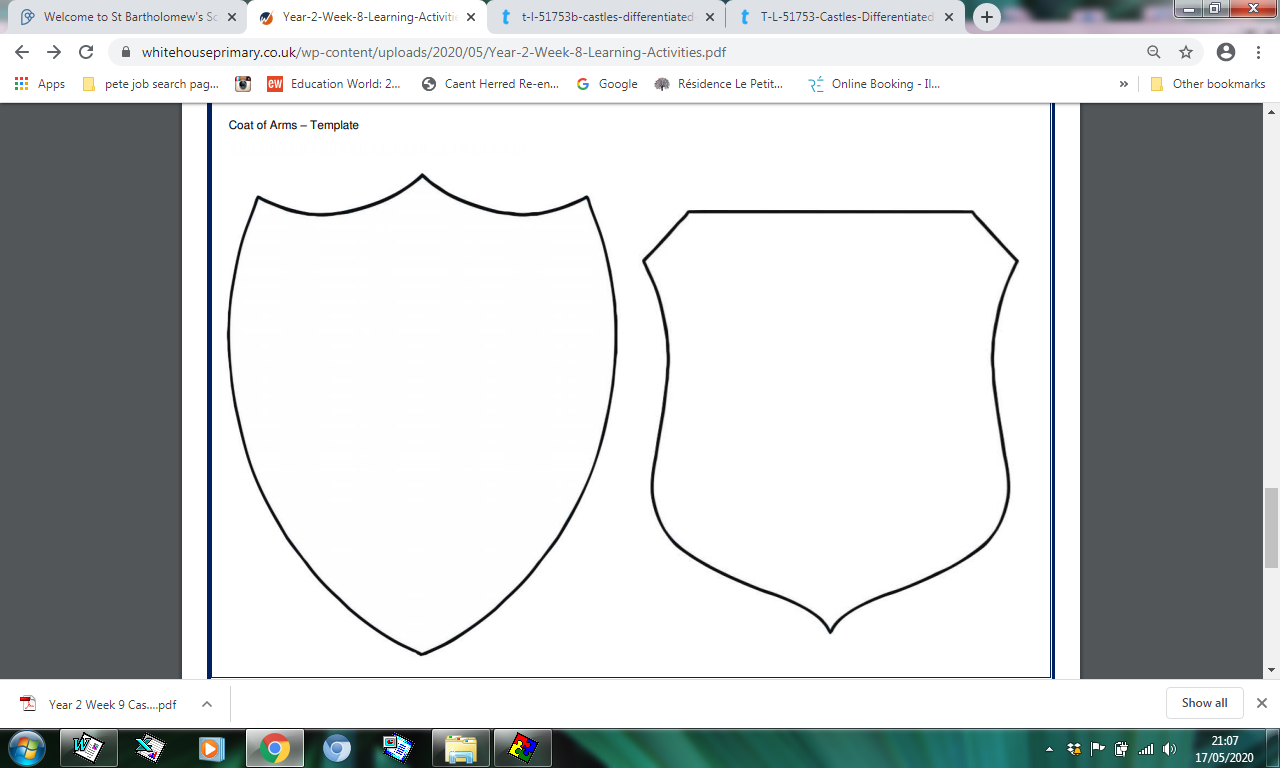 Welcome to St Bartholomew's Sc
Year-2-Week-8-Learning-Activitie
t-l-51753b-castles-differentiated
T-L-51753-Castles-Differentiated
whitehouseprimary.co.uk/wp-content/uploads/2020/05/Year-2-Week-8-Learning-Activities.pdf
Apps
pete job search pag...
ew
Education World: 2...
Caent Herred Re-en...
G
Google
Résidence Le Petit...
Online Booking - Il...
»
Other bookmarks
Coat of Arms – Template
Year 2 Week 9 Cas....pdf
Show all
21:07
17/05/2020